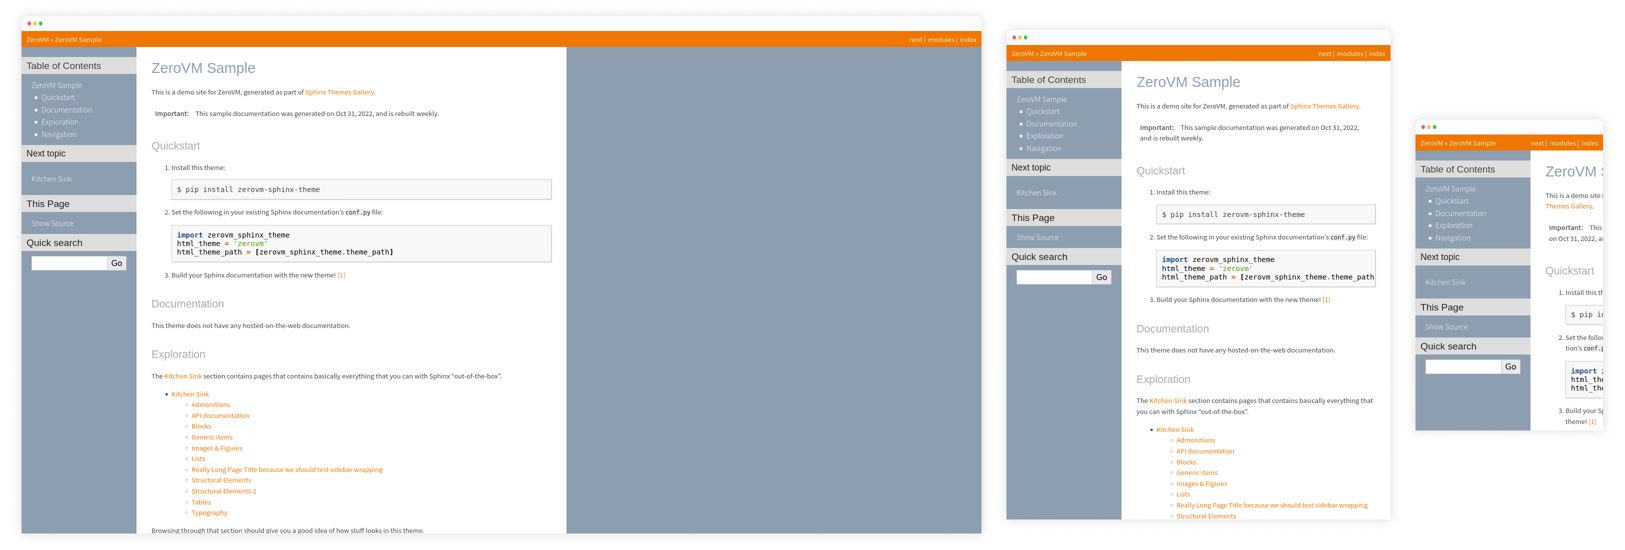 ZeroVM » ZeroVM Sample
next | modules | index
Table of Contents
ZeroVM Sample
Quickstart
Documentation
Exploration
Navigation
Next topic
Kitchen Sink
This Page
Show Source
Quick search
Go
ZeroVM Sample
This is a demo site for ZeroVM, generated as part of Sphinx Themes Gallery.
Important: This sample documentation was generated on Oct 31, 2022, and is rebuilt weekly.
Quickstart
1. Install this theme:
$ pip install zerovm-sphinx-theme
2. Set the following in your existing Sphinx documentation's conf.py file:
import zerovm_sphinx_theme
html_theme = 'zerovm'
html_theme_path = [zerovm_sphinx_theme.theme_path]
3. Build your Sphinx documentation with the new theme! [1]
Documentation
This theme does not have any hosted-on-the-web documentation.
Exploration
The Kitchen Sink section contains pages that contains basically everything that you can with Sphinx “out-of-the-box”.
Kitchen Sink
Admonitions
API documentation
Blocks
Generic items
Images & Figures
Lists
Really Long Page Title because we should test sidebar wrapping
Structural Elements
Structural Elements 2
Tables
Typography
Browsing through that section should give you a good idea of how stuff looks in this theme.
ZeroVM » ZeroVM Sample
next | modules | index
Table of Contents
ZeroVM Sample
Quickstart
Documentation
Exploration
Navigation
Next topic
Kitchen Sink
This Page
Show Source
Quick search
Go
ZeroVM Sample
This is a demo site for ZeroVM, generated as part of Sphinx Themes Gallery.
Important: This sample documentation was generated on Oct 31, 2022,
and is rebuilt weekly.
Quickstart
1. Install this theme:
$ pip install zerovm-sphinx-theme
2. Set the following in your existing Sphinx documentation's conf.py file:
import zerovm_sphinx_theme
html_theme = 'zerovm'
html_theme_path = [zerovm_sphinx_theme.theme_path
3. Build your Sphinx documentation with the new theme! [1]
Documentation
This theme does not have any hosted-on-the-web documentation.
Exploration
The Kitchen Sink section contains pages that contains basically everything that
you can with Sphinx “out-of-the-box”.
Kitchen Sink
Admonitions
API documentation
Blocks
Generic items
Images & Figures
Lists
Really Long Page Title because we should test sidebar wrapping
Structural Elements
ZeroVM » ZeroVM Sample
next | modules | index
Table of Contents
ZeroVM Sample
Quickstart
Documentation
Exploration
Navigation
Next topic
Kitchen Sink
This Page
Show Source
Quick search
Go
ZeroVM
This is a demo site
Themes Gallery.
Important: This
on Oct 31, 2022,
Quickstart
1. Install this
$ pip
2. Set the
tion's conf.
import
html_the
html_the
3. Build your
theme! [1]